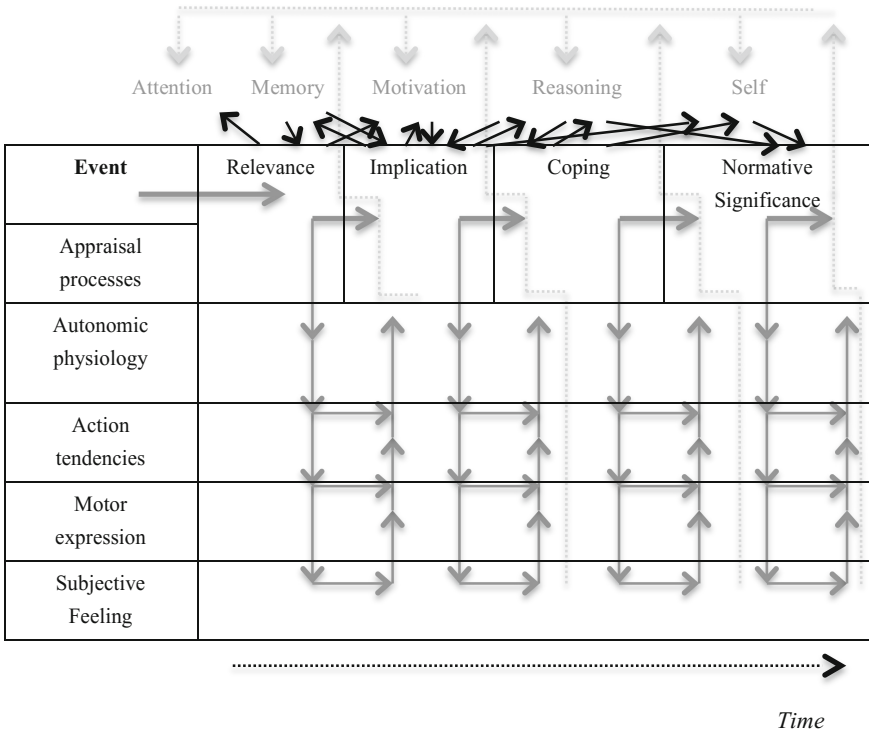 Attention Memory Motivation Reasoning Self
Event Relevance Implication Coping Normative
Significance
Appraisal
processes
Autonomic
physiology
Action
tendencies
Motor
expression
Subjective
Feeling
Time